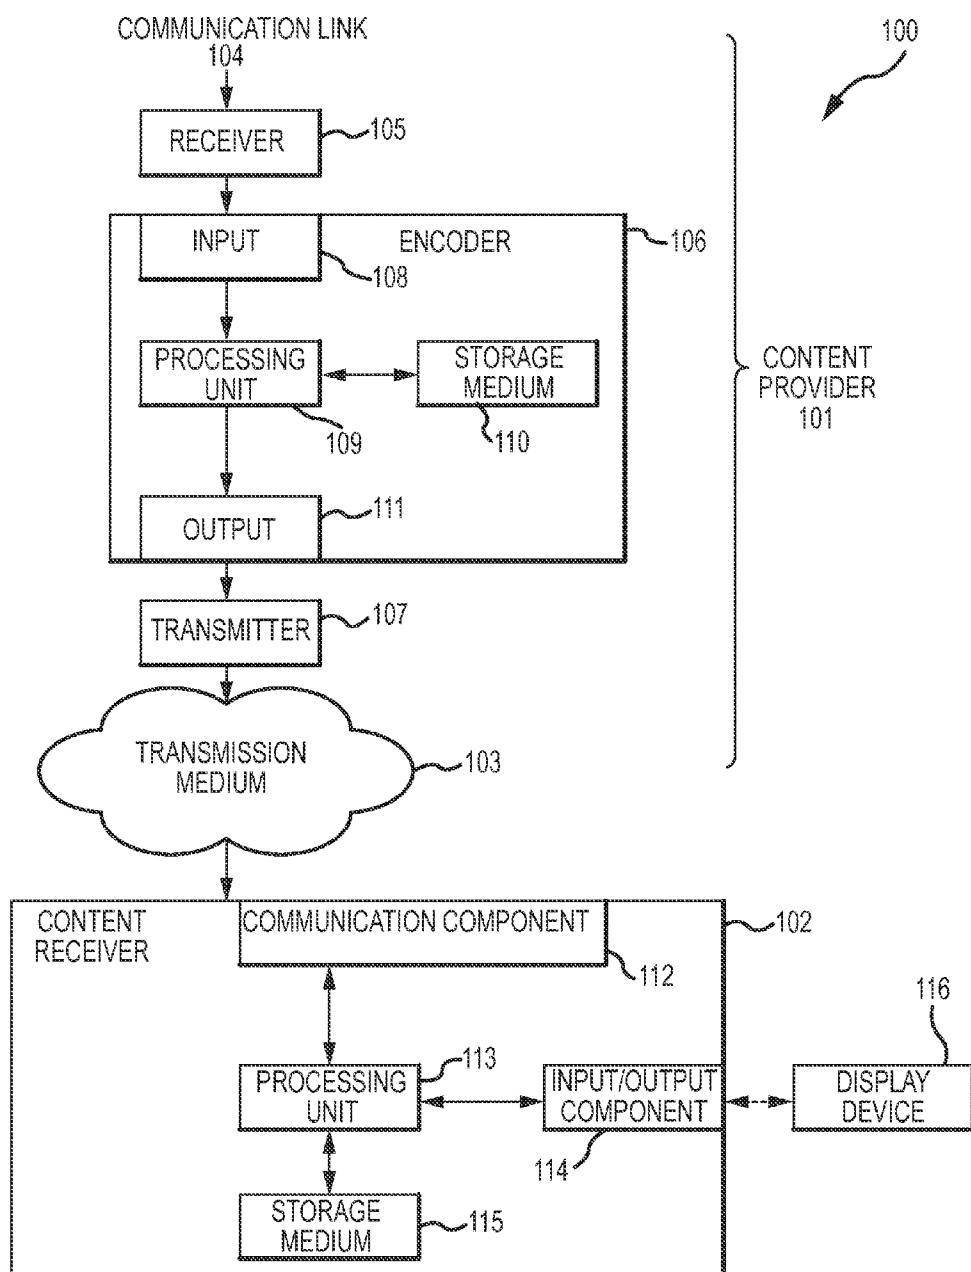 COMMUNICATION LINK
104
100
RECEIVER
105
INPUT
ENCODER
106
108
PROCESSING
UNIT
STORAGE
MEDIUM
109
110
CONTENT
PROVIDER
101
OUTPUT
111
TRANSMITTER
107
TRANSMISSION
MEDIUM
103
CONTENT
RECEIVER
COMMUNICATION COMPONENT
102
112
116
PROCESSING
UNIT
113
INPUT/OUTPUT
COMPONENT
DISPLAY
DEVICE
114
STORAGE
MEDIUM
115